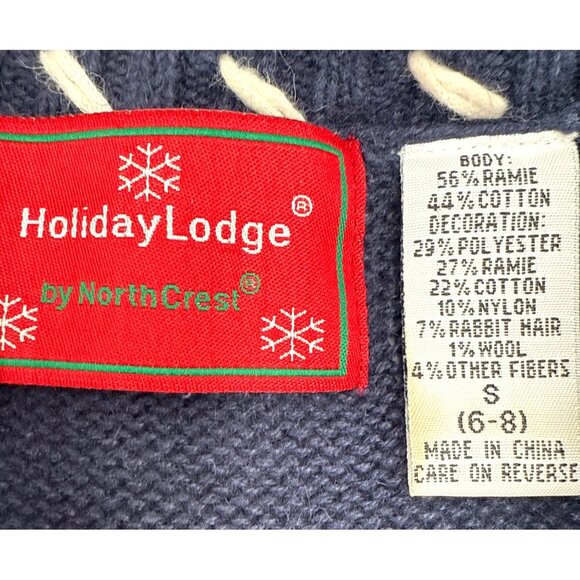 HolidayLodge®
by NorthCrest®
BODY:
56% RAMIE
44% COTTON
DECORATION:
29% POLYESTER
27% RAMIE
22% COTTON
10% NYLON
7% RABBIT HAIR
1% WOOL
4% OTHER FIBERS
S
(6-8)
MADE IN CHINA
CARE ON REVERSE